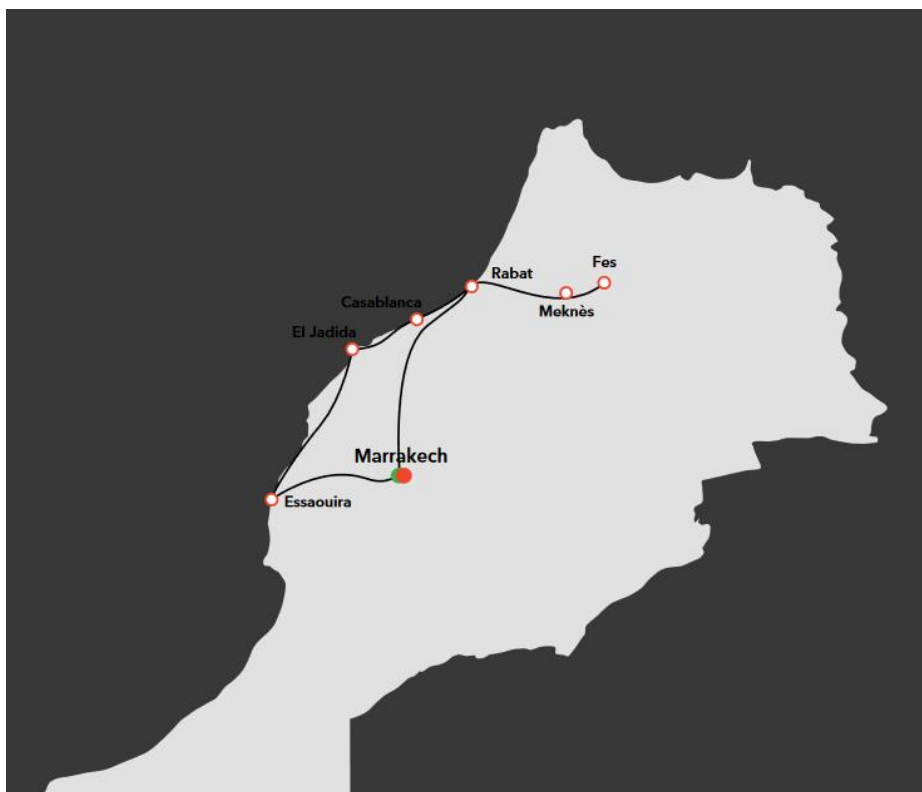 Fes
Rabat
Meknès
Casablanca
El Jadida
Marrakech
Essaouira